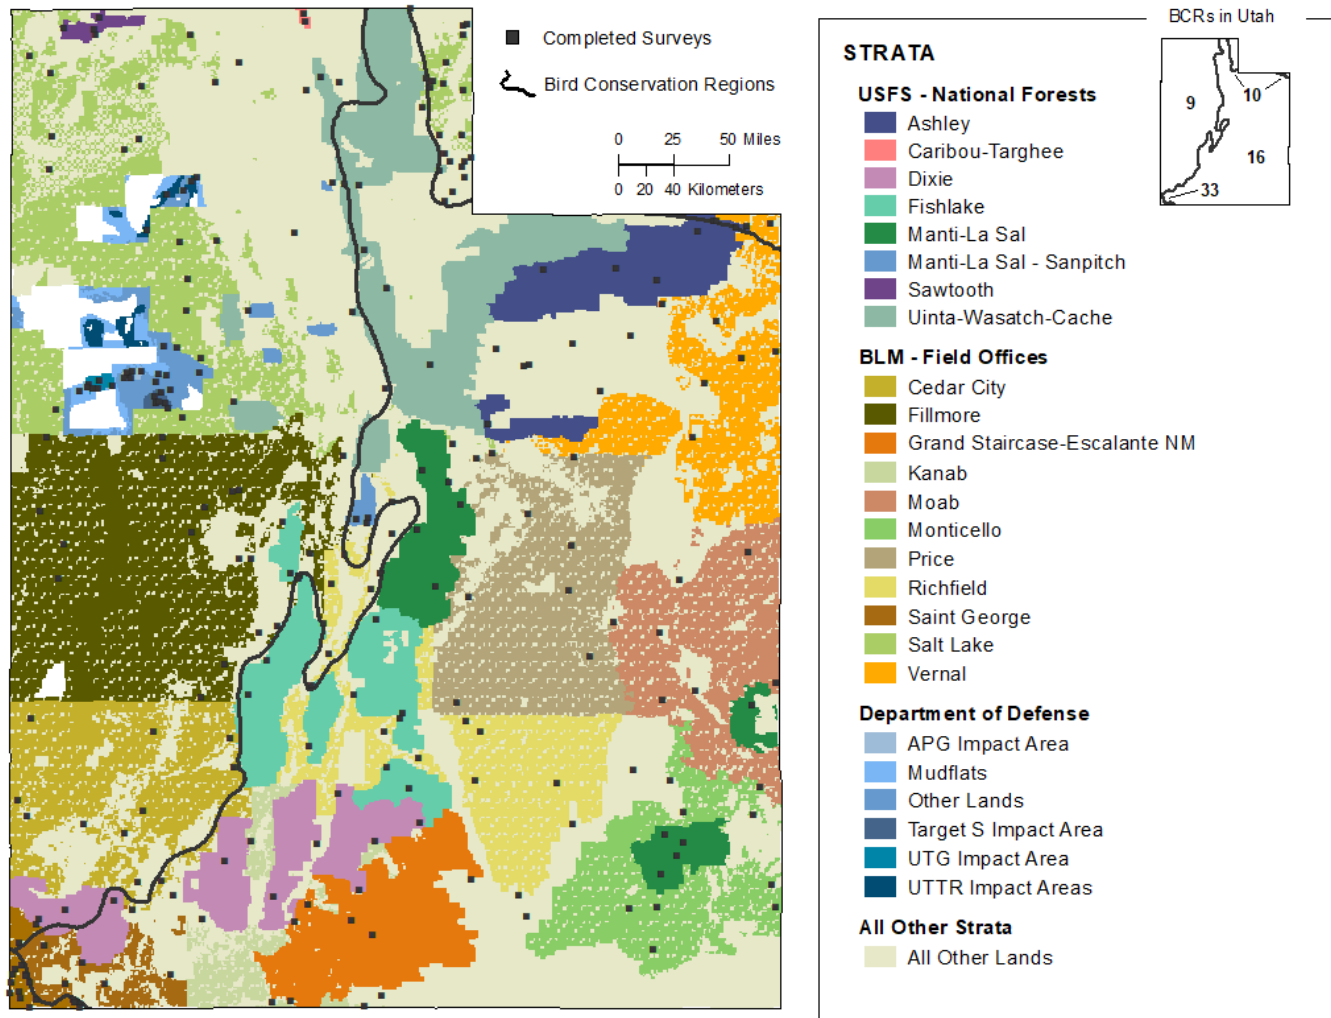 Completed Surveys
Bird Conservation Regions
0 25 50 Miles
0 20 40 Kilometers
BCRs in Utah
9
10
16
33
STRATA
USFS - National Forests
Ashley
Caribou-Targhee
Dixie
Fishlake
Manti-La Sal
Manti-La Sal - Sanpitch
Sawtooth
Uinta-Wasatch-Cache
BLM - Field Offices
Cedar City
Fillmore
Grand Staircase-Escalante NM
Kanab
Moab
Monticello
Price
Richfield
Saint George
Salt Lake
Vernal
Department of Defense
APG Impact Area
Mudflats
Other Lands
Target S Impact Area
UTG Impact Area
UTTR Impact Areas
All Other Strata
All Other Lands